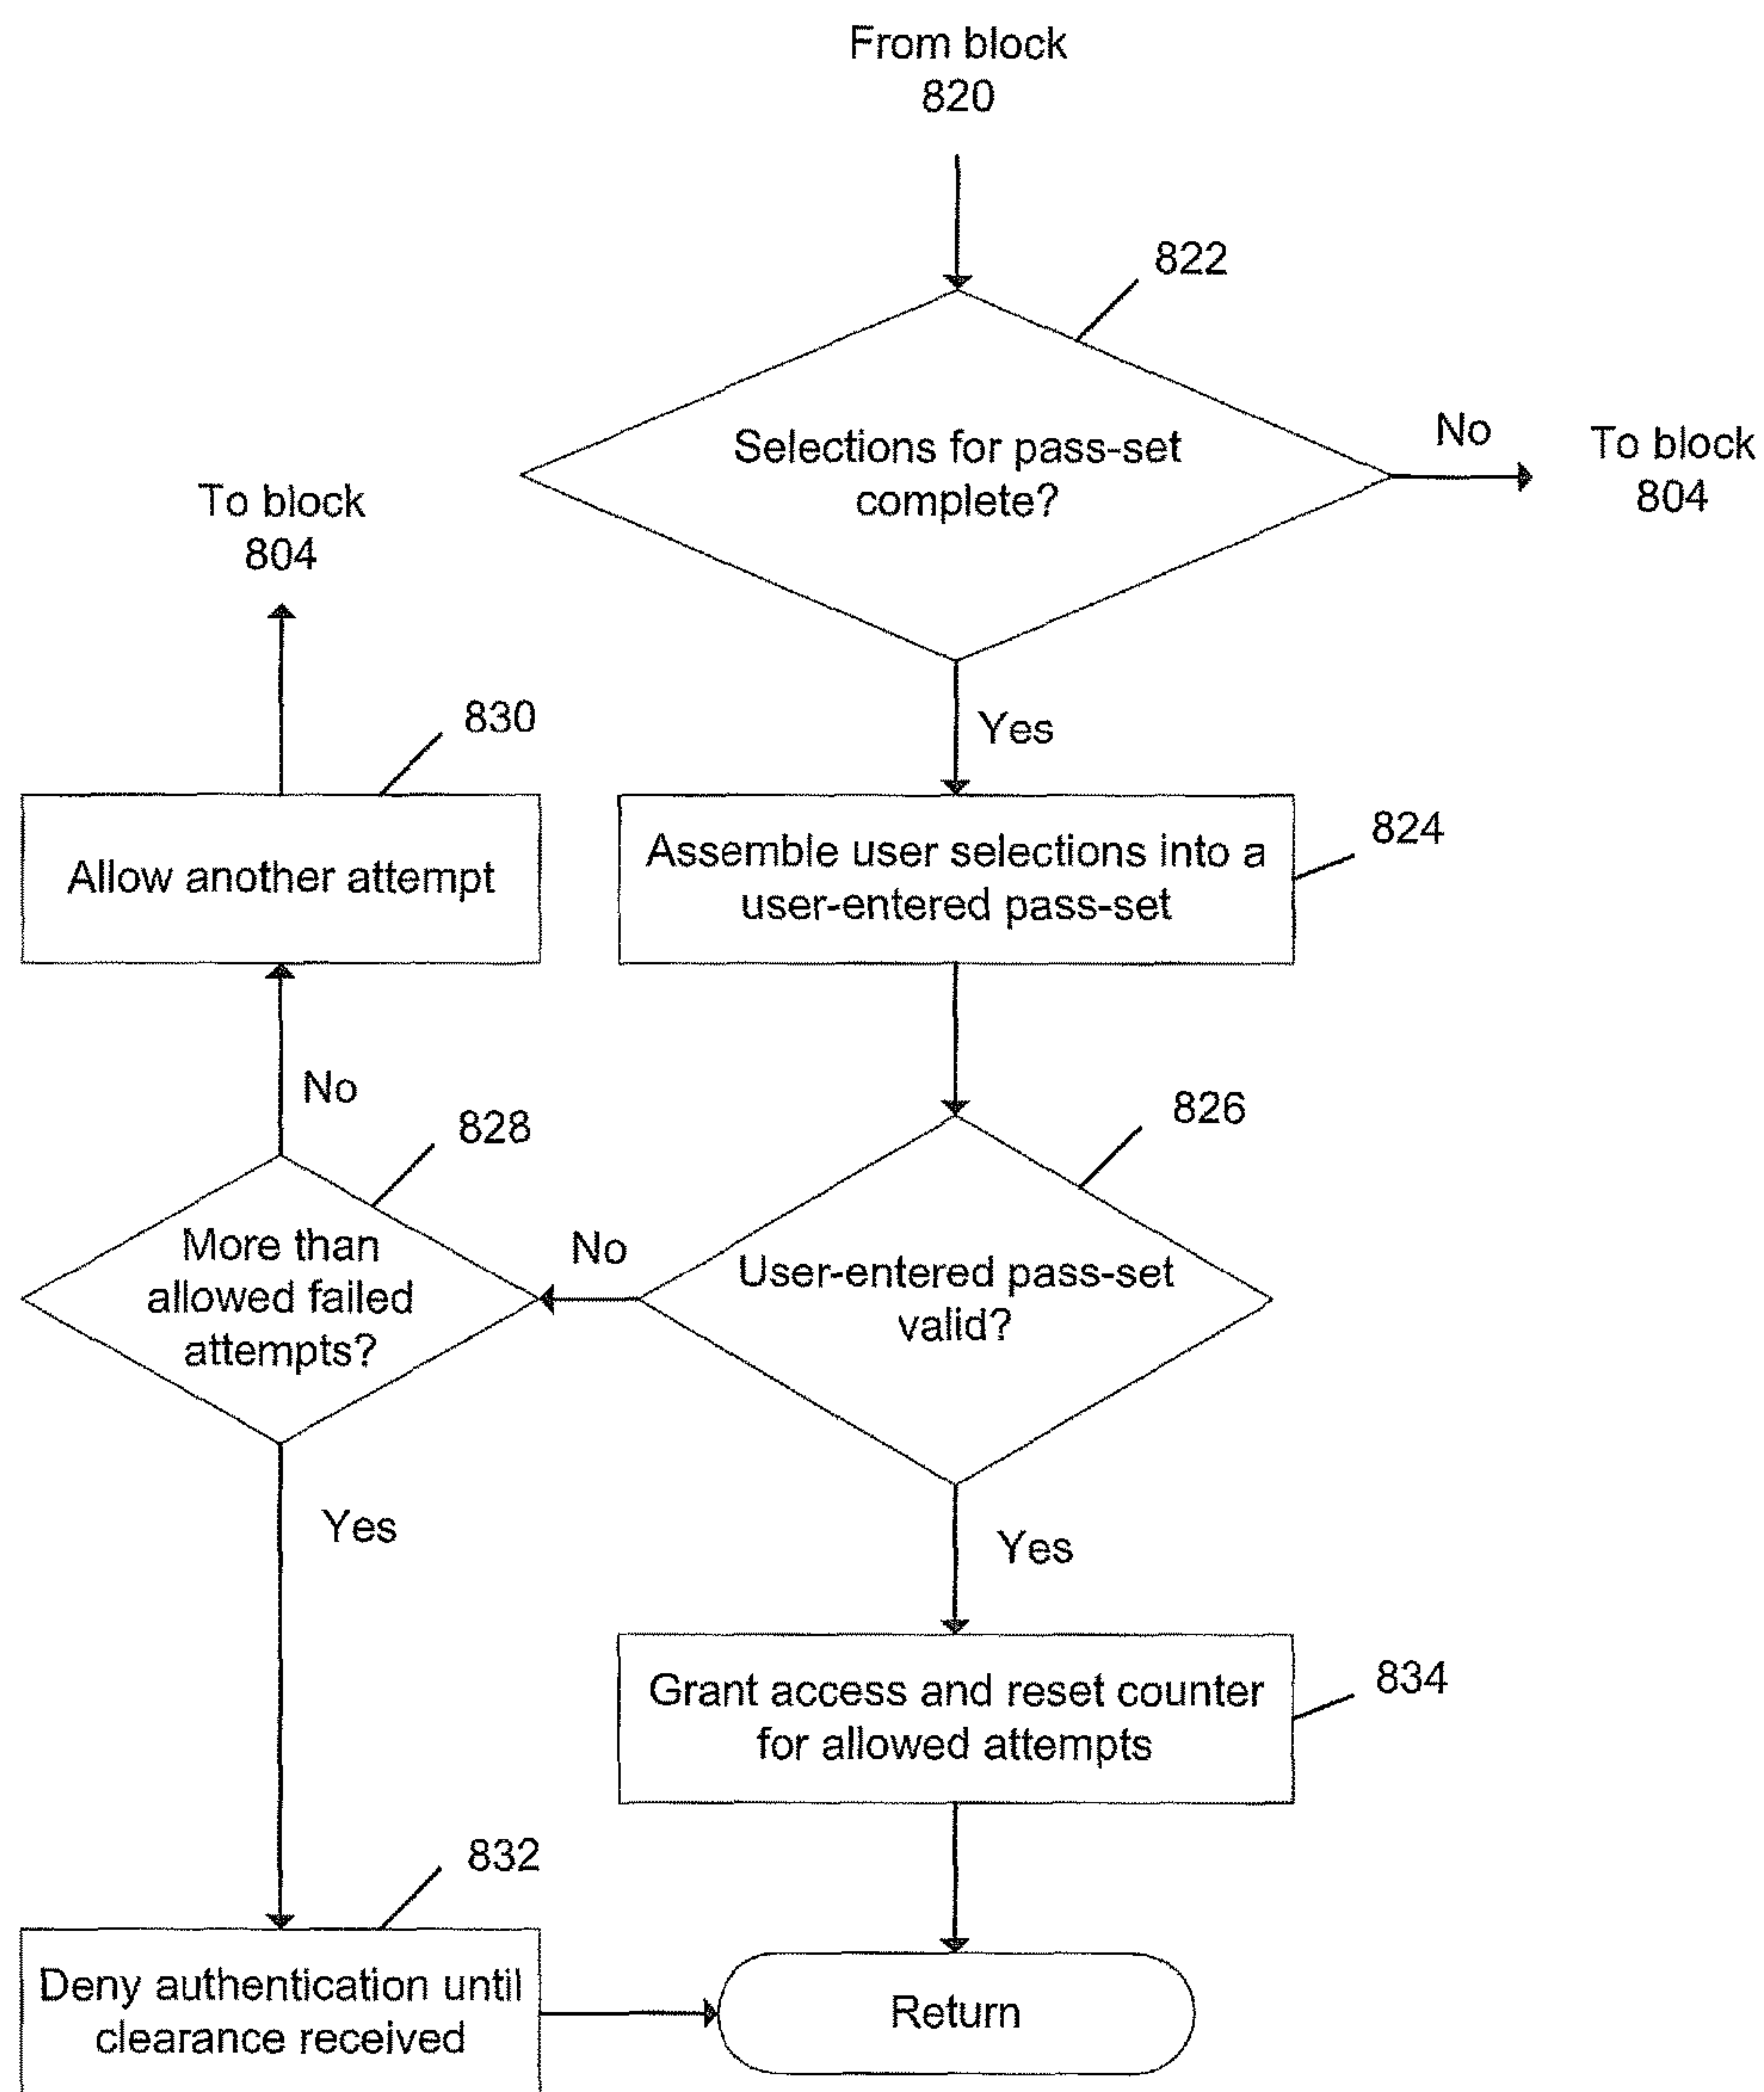 From block
820
822
Selections for pass-set
complete?
No
To block
804
To block
804
Yes
830
Allow another attempt
824
Assemble user selections into a
user-entered pass-set
No
828
826
More than
allowed failed
attempts?
No
User-entered pass-set
valid?
Yes
Yes
834
Grant access and reset counter
for allowed attempts
832
Deny authentication until
clearance received
Return